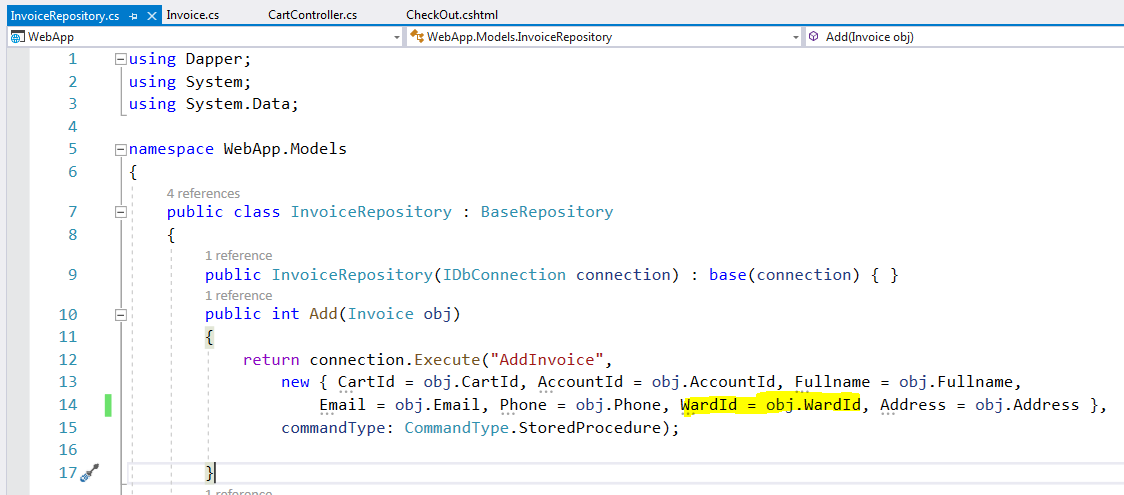 InvoiceRepository.cs Invoice.cs CartController.cs CheckOut.cshtml
WebApp WebApp.Models.InvoiceRepository Add(Invoice obj)
1 using Dapper;
2 using System;
3 using System.Data;
4
5 namespace WebApp.Models
6 {
4 references
7 public class InvoiceRepository : BaseRepository
8 {
1 reference
9 public InvoiceRepository(IDbConnection connection) : base(connection) { }
1 reference
10 public int Add(Invoice obj)
11 {
12 return connection.Execute("AddInvoice",
13 new { CartId = obj.CartId, AccountId = obj.AccountId, Fullname = obj.Fullname,
14 Email = obj.Email, Phone = obj.Phone, WardId = obj.WardId, Address = obj.Address },
15 commandType: CommandType.StoredProcedure);
16
17 }
1 reference